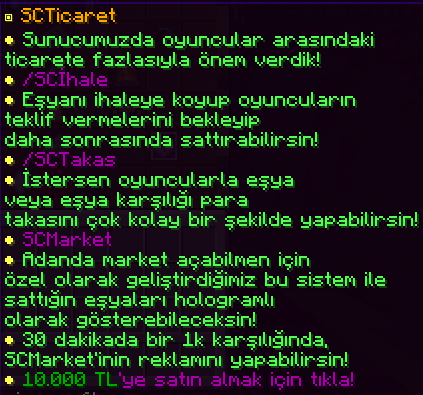 SCTicaret
● Sunucumuzda oyuncular arasındaki
ticarete fazlasıyla önem verdik!
● /SCİhale
● Eşyanı ihaleye koyup oyuncuların
teklif vermelerini bekleyip
daha sonrasında sattırabilirsin!
● /SCTakas
● İstersen oyuncularla eşya
veya eşya karşılığı para
takasını çok kolay bir şekilde yapabilirsin!
SCMarket
● Adanda market açabilmen için
özel olarak geliştirdiğimiz bu sistem ile
sattığın eşyaları hologramlı
olarak gösterebileceksin!
● 30 dakikada bir 1k karşılığında,
SCMarket'inin reklamını yapabilirsin!
● 10.000 TL'ye satın almak için tıkla!